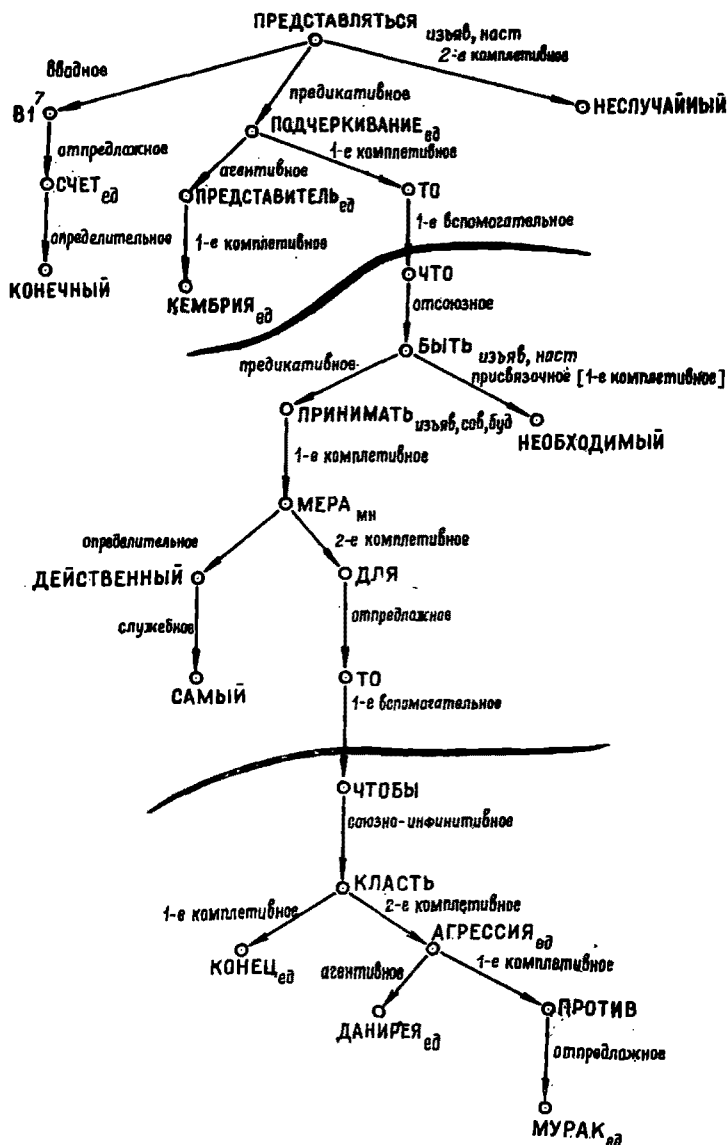 ПРЕДСТАВЛЯТЬСЯ
изъяв, наст
2-е комплетивное
вводное
предикативное
В1⁷
НЕСЛУЧАЙНЫЙ
ПОДЧЕРКИВАНИЕ ед
отпредложное
агентивное
1-е комплетивное
СЧЕТ ед
ПРЕДСТАВИТЕЛЬ ед
ТО
определительное
1-е комплетивное
1-е вспомогательное
КОНЕЧНЫЙ
КЕМБРИЯ ед
ЧТО
отсоюзное
БЫТЬ
предикативное
изъяв, наст
присвязочное [1-е комплетивное]
ПРИНИМАТЬ изъяв, сов, буд
НЕОБХОДИМЫЙ
1-е комплетивное
МЕРА мн
определительное
2-е комплетивное
ДЕЙСТВЕННЫЙ
ДЛЯ
служебное
отпредложное
САМЫЙ
ТО
1-е вспомогательное
ЧТОБЫ
союзно-инфинитивное
КЛАСТЬ
1-е комплетивное
2-е комплетивное
КОНЕЦ ед
АГРЕССИЯ ед
агентивное
1-е комплетивное
ДАНИРЕЯ ед
ПРОТИВ
отпредложное
МУРАК ед